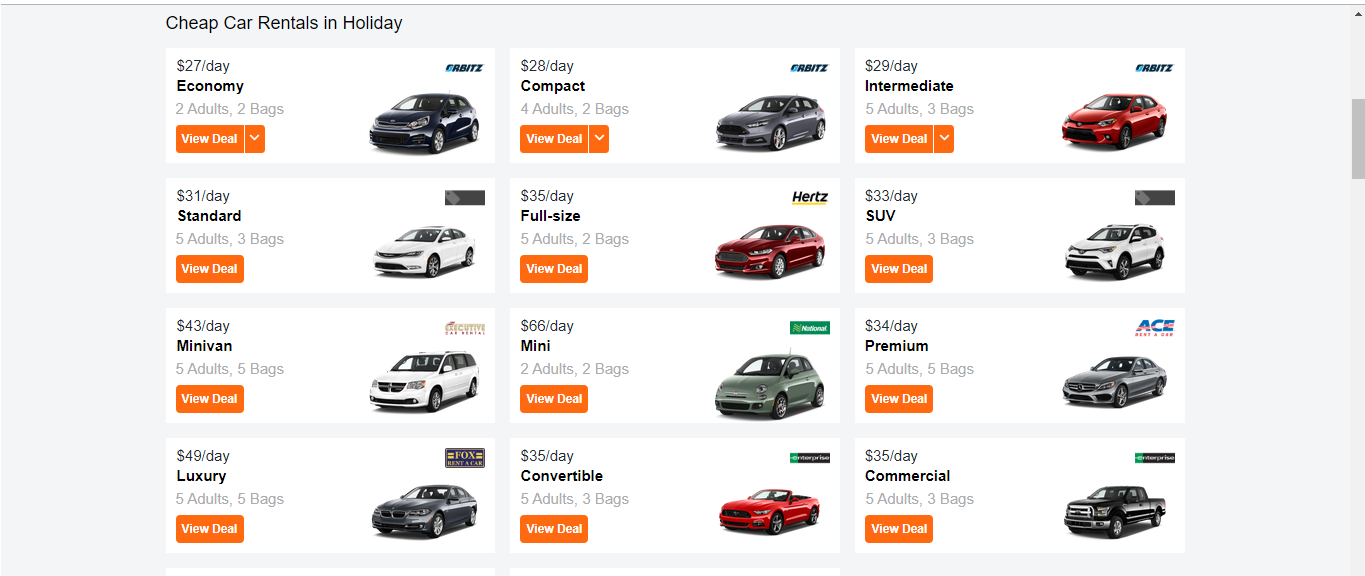 Cheap Car Rentals in Holiday
$27/day
ORBITZ
Economy
2 Adults, 2 Bags
View Deal
$28/day
ORBITZ
Compact
4 Adults, 2 Bags
View Deal
$29/day
ORBITZ
Intermediate
5 Adults, 3 Bags
View Deal
$31/day
Standard
5 Adults, 3 Bags
View Deal
$35/day
Hertz
Full-size
5 Adults, 2 Bags
View Deal
$33/day
SUV
5 Adults, 3 Bags
View Deal
$43/day
EXECUTIVE
CAR RENTAL
Minivan
5 Adults, 5 Bags
View Deal
$66/day
National
Mini
2 Adults, 2 Bags
View Deal
$34/day
ACE
RENT A CAR
Premium
5 Adults, 5 Bags
View Deal
$49/day
FOX
RENT A CAR
Luxury
5 Adults, 5 Bags
View Deal
$35/day
enterprise
Convertible
5 Adults, 3 Bags
View Deal
$35/day
enterprise
Commercial
5 Adults, 3 Bags
View Deal